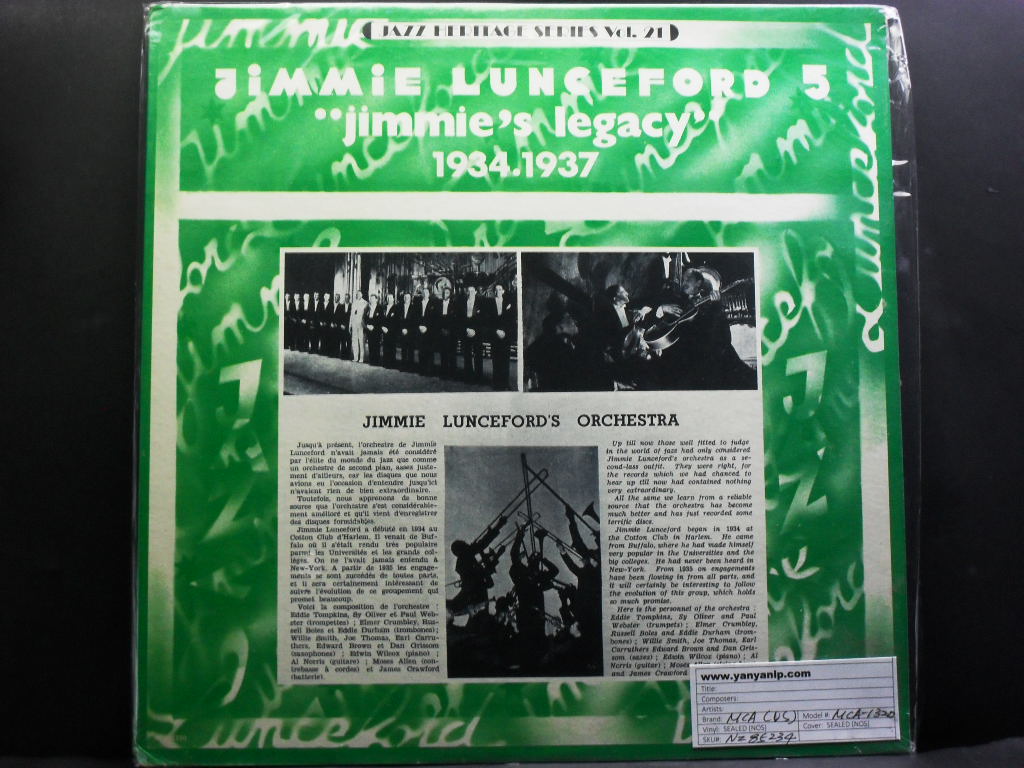 jimmie
JAZZ HERITAGE SERIES Vol. 21
JiMMiE LUNCEFORD 5
"jimmie's legacy"
1934.1937
Lunceford
JAZZ
JAZZ
JIMMIE LUNCEFORD'S ORCHESTRA
Jusqu'à présent, l'orchestre de Jimmie
Lunceford n'avait jamais été considéré
par l'élite du monde du jazz que comme
un orchestre de second plan, assez juste-
ment d'ailleurs, car les disques que nous
avions eu l'occasion d'entendre jusqu'ici
n'avaient rien de bien extraordinaire.
Toutefois, nous apprenons de bonne
source que l'orchestre s'est considérable-
ment amélioré et qu'il vient d'enregistrer
des disques formidables.
Jimmie Lunceford a débuté en 1934 au
Cotton Club d'Harlem. Il venait de Buf-
falo où il s'était rendu très populaire
parmi les Universités et les grands col-
lèges. On ne l'avait jamais entendu à
New-York. A partir de 1935 les engage-
ments se sont succédés de toutes parts,
et il sera certainement intéressant de
suivre l'évolution de ce groupement qui
promet beaucoup.
Voici la composition de l'orchestre :
Eddie Tompkins, Sy Oliver et Paul Web-
ster (trompettes) ; Elmer Crumbley, Rus-
sell Boles et Eddie Durham (trombones) ;
Willie Smith, Joe Thomas, Earl Carru-
thers, Edward Brown et Dan Grissom
(saxophones) ; Edwin Wilcox (piano) ;
Al Norris (guitare) ; Moses Allen (con-
trebasse à cordes) et James Crawford
(batterie).
Up till now those well fitted to judge
in the world of jazz had only considered
Jimmie Lunceford's orchestra as a se-
cond-lass outfit. They were right, for
the records which we had chanced to
hear up till now had contained nothing
very extraordinary.
All the same we learn from a reliable
source that the orchestra has become
much better and has just recorded some
terrific discs.
Jimmie Lunceford began in 1934 at
the Cotton Club in Harlem. He came
from Buffalo, where he had made himself
very popular in the Universities and the
big colleges. He had never been heard in
New-York. From 1935 on engagements
have been flowing in from all parts, and
it will certainly be interesting to follow
the evolution of this group, which holds
so much promise.
Here is the personnel of the orchestra :
Eddie Tompkins, Sy Oliver and Paul
Webster (trumpets) ; Elmer Crumbley,
Russell Boles and Eddie Durham (trom-
bones) ; Willie Smith, Joe Thomas, Earl
Carruthers Edward Brown and Dan Gris-
som (saxes) ; Edwin Wilcox (piano) ; Al
Norris (guitar) ; Moses Allen
and James Crawford
Lunceford
www.yanyanlp.com
Title:
Composers:
Artists:
Brand: MCA (US) Model #: MCA-1320
Vinyl: SEALED [NOS] Cover: SEALED [NOS]
SKU#: NZ8E234